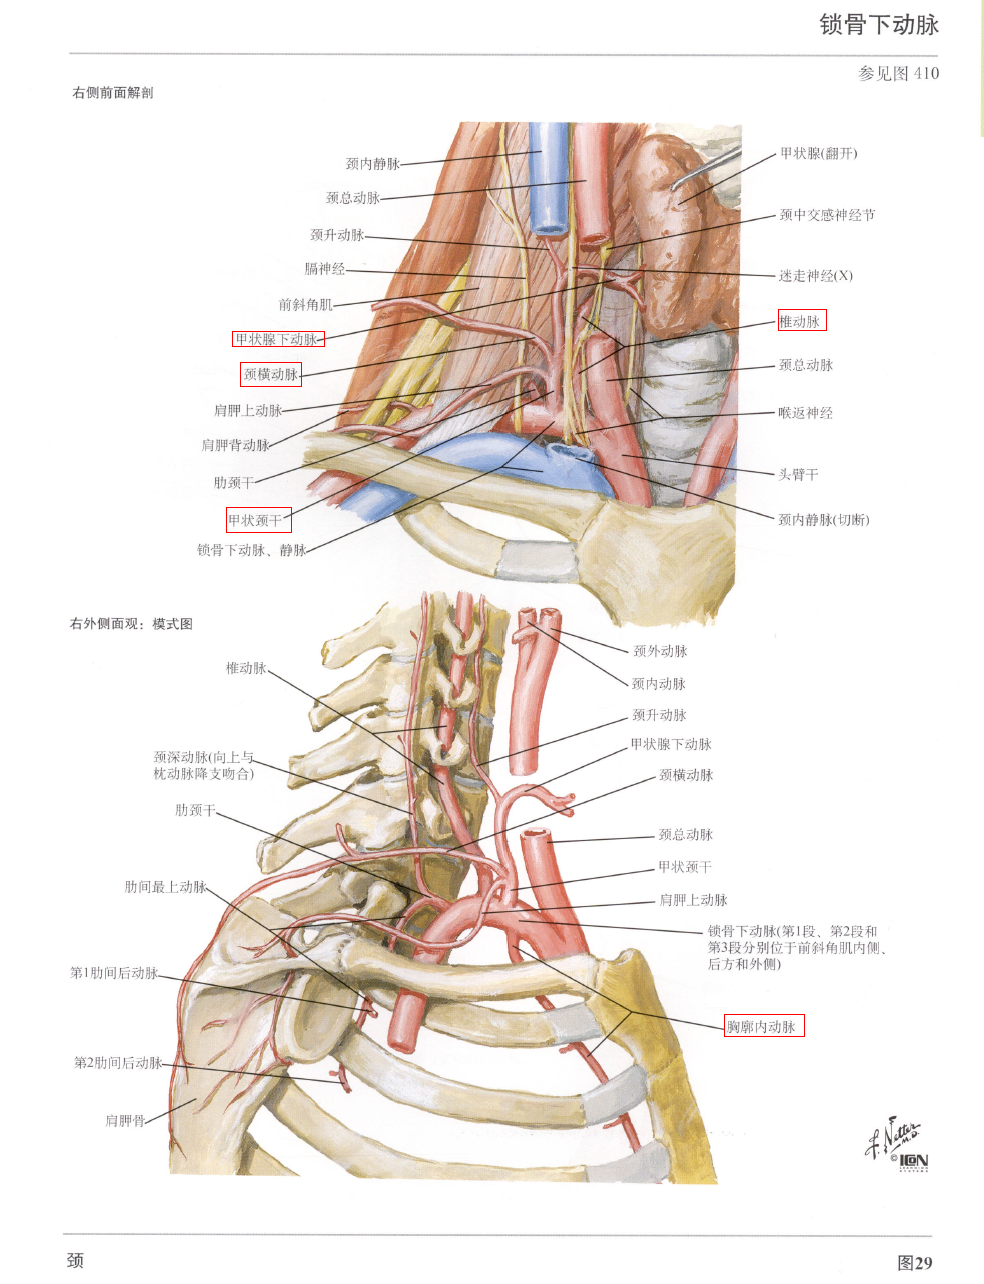 锁骨下动脉
参见图 410
右侧前面解剖
颈内静脉
颈总动脉
颈升动脉
膈神经
前斜角肌
甲状腺下动脉
颈横动脉
肩胛上动脉
肩胛背动脉
肋颈干
甲状颈干
锁骨下动脉、静脉
甲状腺(翻开)
颈中交感神经节
迷走神经(X)
椎动脉
颈总动脉
喉返神经
头臂干
颈内静脉(切断)
右外侧面观：模式图
椎动脉
颈深动脉(向上与
枕动脉降支吻合)
肋颈干
肋间最上动脉
第1肋间后动脉
第2肋间后动脉
肩胛骨
颈外动脉
颈内动脉
颈升动脉
甲状腺下动脉
颈横动脉
颈总动脉
甲状颈干
肩胛上动脉
锁骨下动脉(第1段、第2段和
第3段分别位于前斜角肌内侧、
后方和外侧)
胸廓内动脉
F. Netter
M.D.
© ICON
LEARNING
SYSTEMS
颈
图29